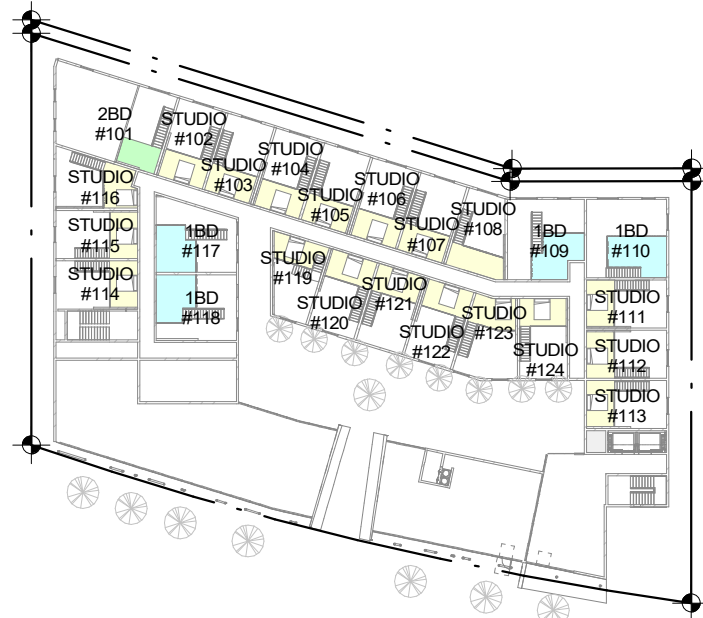 2BD
#101
STUDIO
#102
STUDIO
#103
STUDIO
#104
STUDIO
#105
STUDIO
#106
STUDIO
#107
STUDIO
#108
1BD
#109
1BD
#110
STUDIO
#116
STUDIO
#115
STUDIO
#114
1BD
#117
1BD
#118
STUDIO
#119
STUDIO
#120
STUDIO
#121
STUDIO
#122
STUDIO
#123
STUDIO
#124
STUDIO
#111
STUDIO
#112
STUDIO
#113